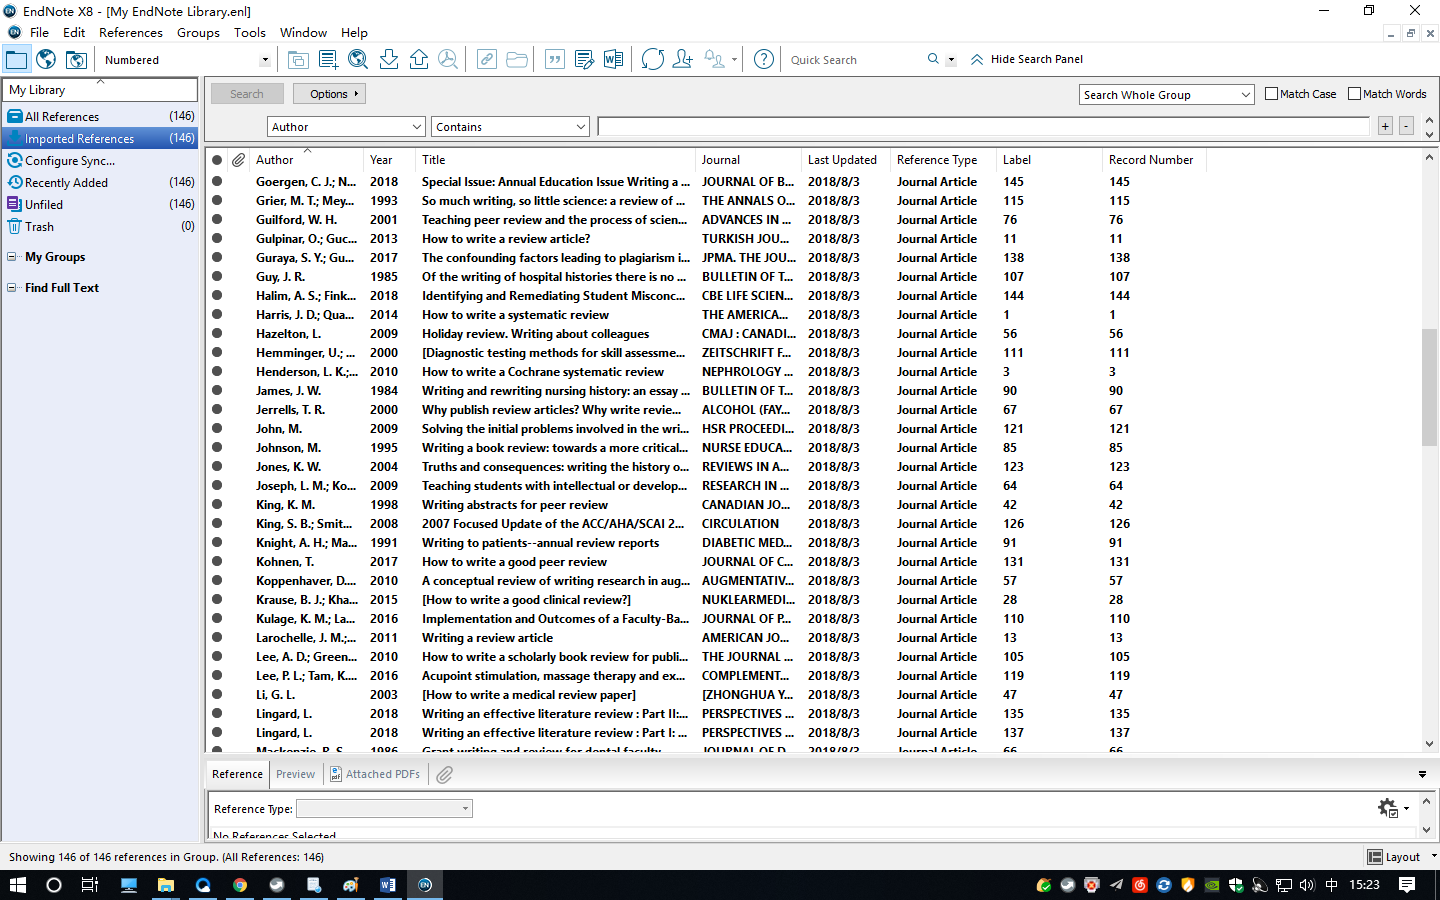 EndNote X8 - [My EndNote Library.enl]
File Edit References Groups Tools Window Help
Numbered Quick Search Hide Search Panel
My Library
All References (146)
Imported References (146)
Configure Sync...
Recently Added (146)
Unfiled (146)
Trash (0)
My Groups
Find Full Text
Search Options Search Whole Group Match Case Match Words
Author Contains + -
Author Year Title Journal Last Updated Reference Type Label Record Number
Goergen, C. J.; N... 2018 Special Issue: Annual Education Issue Writing a ... JOURNAL OF B... 2018/8/3 Journal Article 145 145
Grier, M. T.; Mey... 1993 So much writing, so little science: a review of ... THE ANNALS O... 2018/8/3 Journal Article 115 115
Guilford, W. H. 2001 Teaching peer review and the process of scien... ADVANCES IN ... 2018/8/3 Journal Article 76 76
Gulpinar, O.; Guc... 2013 How to write a review article? TURKISH JOU... 2018/8/3 Journal Article 11 11
Guraya, S. Y.; Gu... 2017 The confounding factors leading to plagiarism i... JPMA. THE JOU... 2018/8/3 Journal Article 138 138
Guy, J. R. 1985 Of the writing of hospital histories there is no ... BULLETIN OF T... 2018/8/3 Journal Article 107 107
Halim, A. S.; Fink... 2018 Identifying and Remediating Student Misconc... CBE LIFE SCIEN... 2018/8/3 Journal Article 144 144
Harris, J. D.; Qua... 2014 How to write a systematic review THE AMERICA... 2018/8/3 Journal Article 1 1
Hazelton, L. 2009 Holiday review. Writing about colleagues CMAJ : CANADI... 2018/8/3 Journal Article 56 56
Hemminger, U.; ... 2000 [Diagnostic testing methods for skill assessme... ZEITSCHRIFT F... 2018/8/3 Journal Article 111 111
Henderson, L. K.;... 2010 How to write a Cochrane systematic review NEPHROLOGY ... 2018/8/3 Journal Article 3 3
James, J. W. 1984 Writing and rewriting nursing history: an essay ... BULLETIN OF T... 2018/8/3 Journal Article 90 90
Jerrells, T. R. 2000 Why publish review articles? Why write revie... ALCOHOL (FAY... 2018/8/3 Journal Article 67 67
John, M. 2009 Solving the initial problems involved in the wri... HSR PROCEEDI... 2018/8/3 Journal Article 121 121
Johnson, M. 1995 Writing a book review: towards a more critical... NURSE EDUCA... 2018/8/3 Journal Article 85 85
Jones, K. W. 2004 Truths and consequences: writing the history o... REVIEWS IN A... 2018/8/3 Journal Article 123 123
Joseph, L. M.; Ko... 2009 Teaching students with intellectual or develop... RESEARCH IN ... 2018/8/3 Journal Article 64 64
King, K. M. 1998 Writing abstracts for peer review CANADIAN JO... 2018/8/3 Journal Article 42 42
King, S. B.; Smit... 2008 2007 Focused Update of the ACC/AHA/SCAI 2... CIRCULATION 2018/8/3 Journal Article 126 126
Knight, A. H.; Ma... 1991 Writing to patients--annual review reports DIABETIC MED... 2018/8/3 Journal Article 91 91
Kohnen, T. 2017 How to write a good peer review JOURNAL OF C... 2018/8/3 Journal Article 131 131
Koppenhaver, D.... 2010 A conceptual review of writing research in aug... AUGMENTATIV... 2018/8/3 Journal Article 57 57
Krause, B. J.; Kha... 2015 [How to write a good clinical review?] NUKLEARMEDI... 2018/8/3 Journal Article 28 28
Kulage, K. M.; La... 2016 Implementation and Outcomes of a Faculty-Ba... JOURNAL OF P... 2018/8/3 Journal Article 110 110
Larochelle, J. M.;... 2011 Writing a review article AMERICAN JO... 2018/8/3 Journal Article 13 13
Lee, A. D.; Green... 2010 How to write a scholarly book review for publi... THE JOURNAL ... 2018/8/3 Journal Article 105 105
Lee, P. L.; Tam, K.... 2016 Acupoint stimulation, massage therapy and ex... COMPLEMENT... 2018/8/3 Journal Article 119 119
Li, G. L. 2003 [How to write a medical review paper] [ZHONGHUA Y... 2018/8/3 Journal Article 47 47
Lingard, L. 2018 Writing an effective literature review : Part II:... PERSPECTIVES ... 2018/8/3 Journal Article 135 135
Lingard, L. 2018 Writing an effective literature review : Part I: ... PERSPECTIVES ... 2018/8/3 Journal Article 137 137
Mackenzie, R. S. 1986 Grant writing and review for dental faculty JOURNAL OF D... 2018/8/3 Journal Article 66 66
Reference Preview Attached PDFs
Reference Type:
No References Selected
Showing 146 of 146 references in Group. (All References: 146) Layout
中 15:23